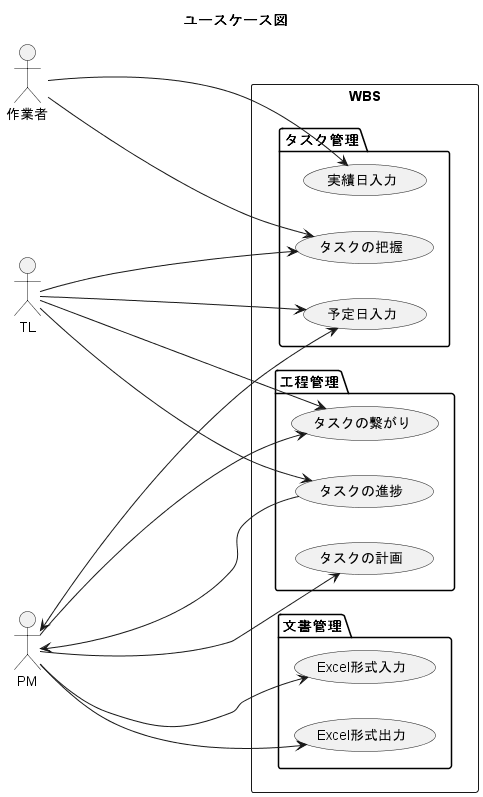 ユースケース図
作業者
WBS
タスク管理
実績日入力
タスクの把握
予定日入力
TL
工程管理
タスクの繋がり
タスクの進捗
タスクの計画
文書管理
Excel形式入力
PM
Excel形式出力